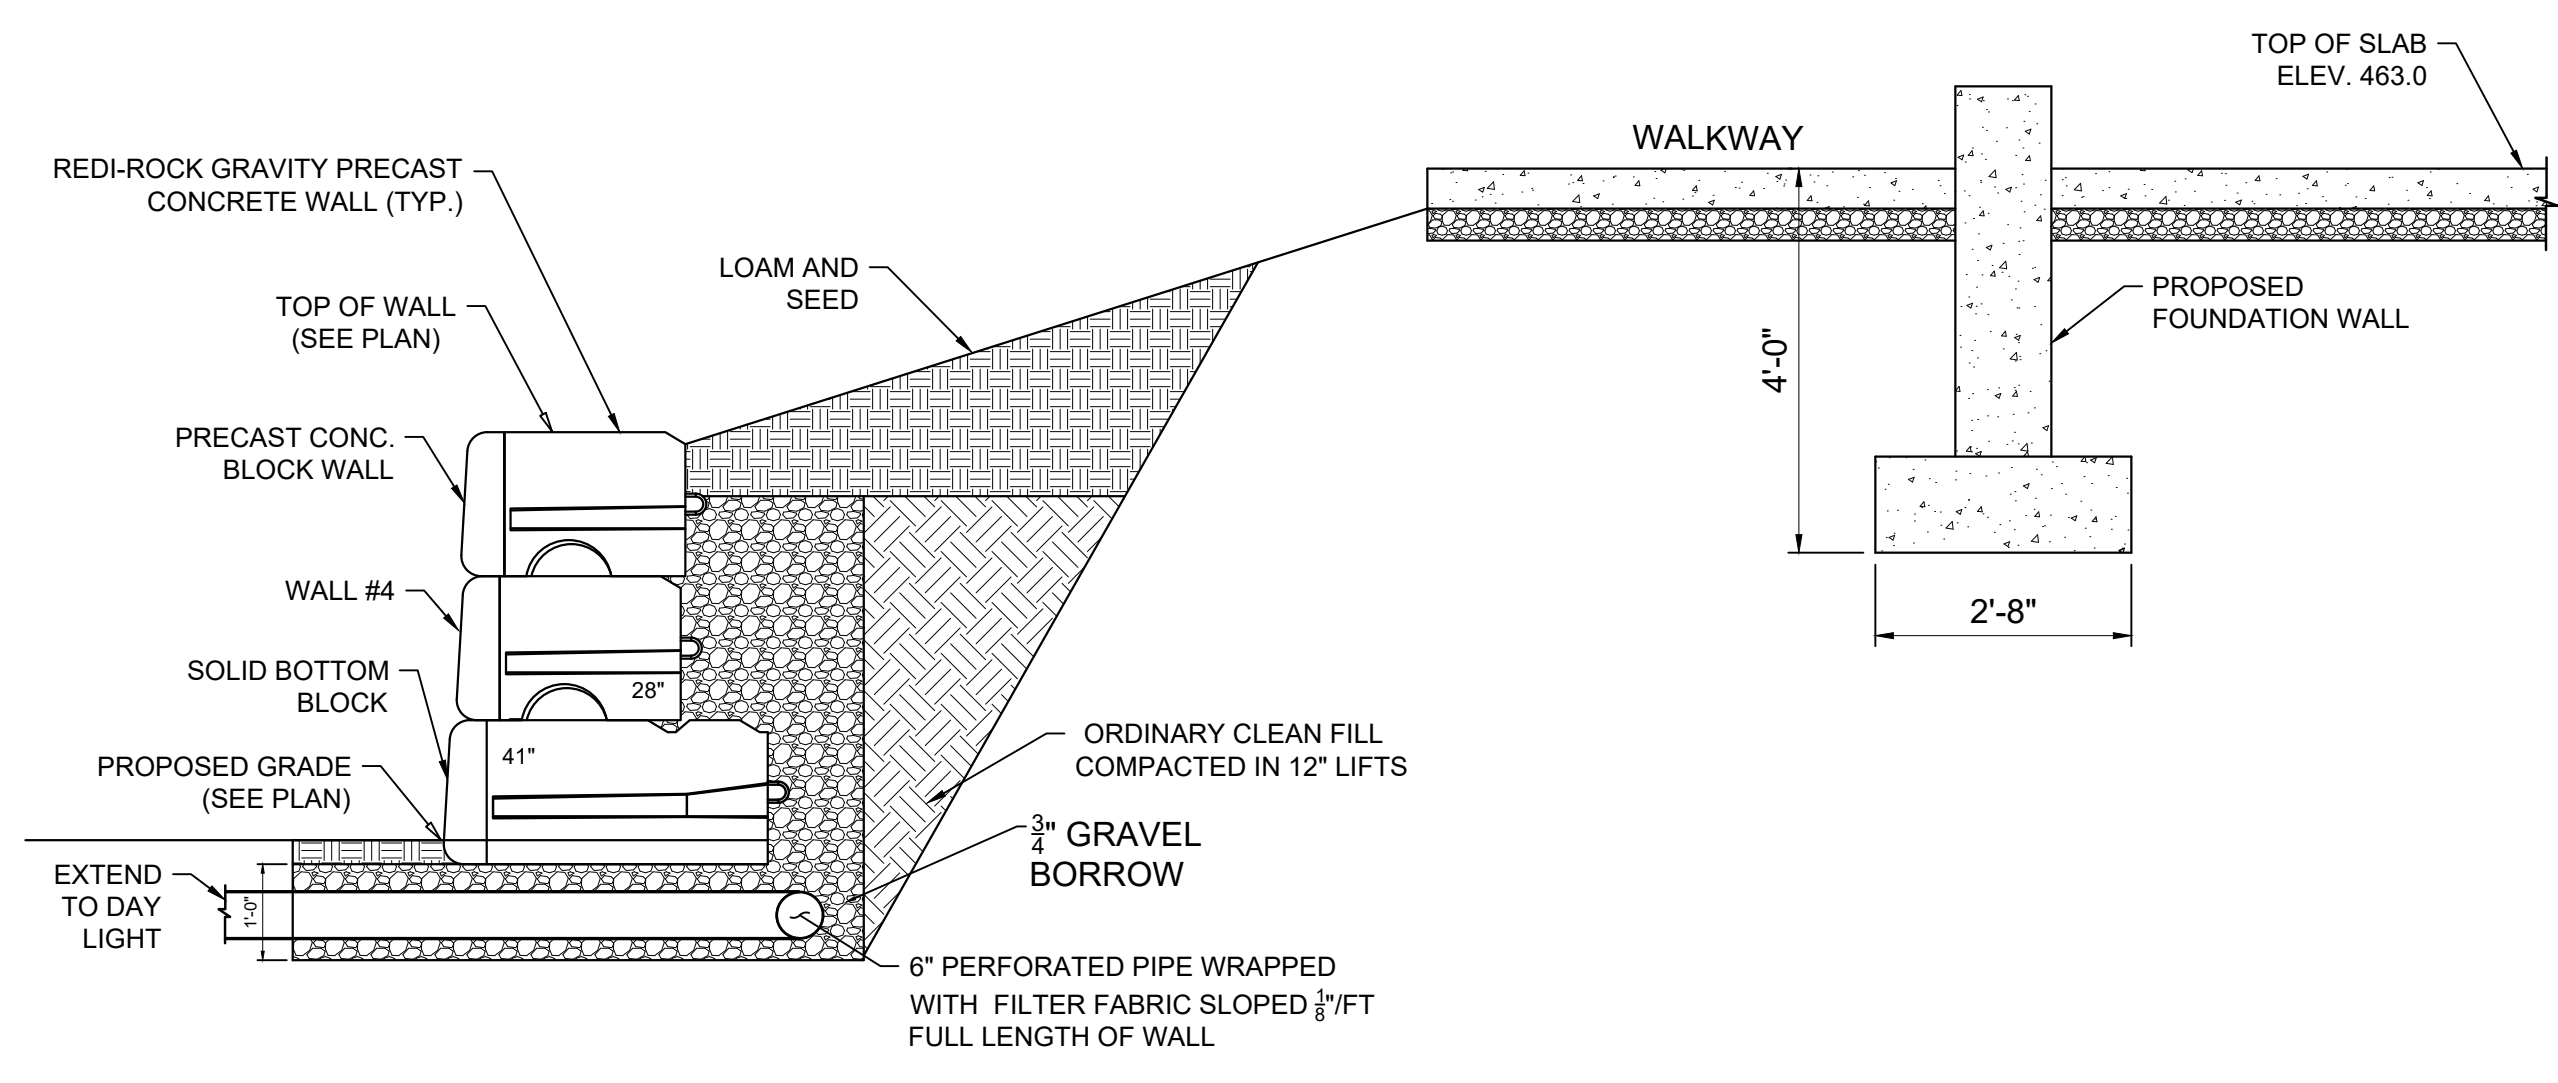 TOP OF SLAB
ELEV. 463.0
WALKWAY
REDI-ROCK GRAVITY PRECAST
CONCRETE WALL (TYP.)
LOAM AND
SEED
TOP OF WALL
(SEE PLAN)
PROPOSED
FOUNDATION WALL
4'-0"
PRECAST CONC.
BLOCK WALL
WALL #4
2'-8"
SOLID BOTTOM
BLOCK
28"
41"
PROPOSED GRADE
(SEE PLAN)
ORDINARY CLEAN FILL
COMPACTED IN 12" LIFTS
3/4" GRAVEL
BORROW
EXTEND
TO DAY
LIGHT
1'-0"
6" PERFORATED PIPE WRAPPED
WITH FILTER FABRIC SLOPED 1/8"/FT
FULL LENGTH OF WALL